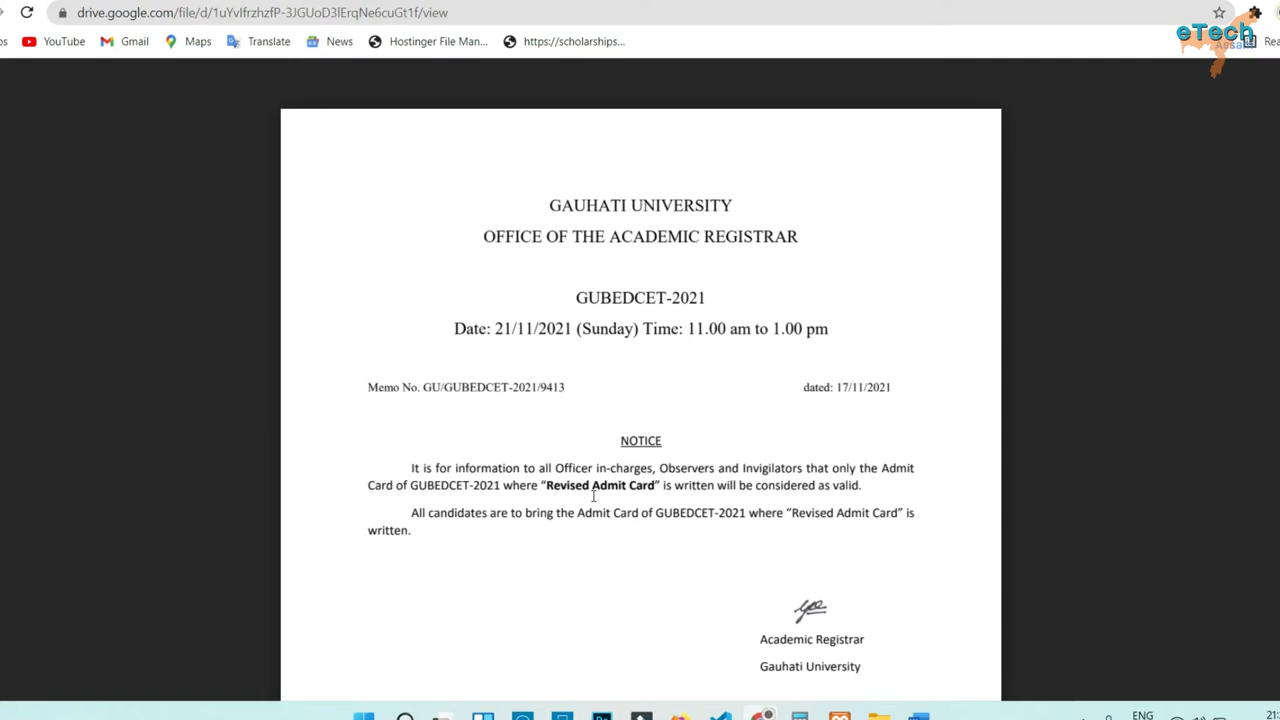 drive.google.com/file/d/1uYvIfrzhzfP-3JGUoD3lErqNe6cuGt1f/view
YouTube Gmail Maps Translate News Hostinger File Man... https://scholarships...
eTech
Assam
GAUHATI UNIVERSITY
OFFICE OF THE ACADEMIC REGISTRAR
GUBEDCET-2021
Date: 21/11/2021 (Sunday) Time: 11.00 am to 1.00 pm
Memo No. GU/GUBEDCET-2021/9413 dated: 17/11/2021
NOTICE
It is for information to all Officer in-charges, Observers and Invigilators that only the Admit
Card of GUBEDCET-2021 where “Revised Admit Card” is written will be considered as valid.
All candidates are to bring the Admit Card of GUBEDCET-2021 where “Revised Admit Card” is
written.
Academic Registrar
Gauhati University
ENG